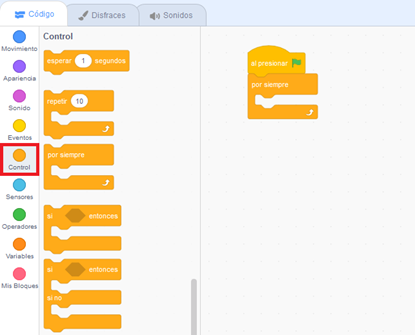 Código
Disfraces
Sonidos
Movimiento
Apariencia
Sonido
Eventos
Control
Sensores
Operadores
Variables
Mis Bloques
Control
esperar 1 segundos
repetir 10
por siempre
si entonces
si entonces
si no
al presionar
por siempre